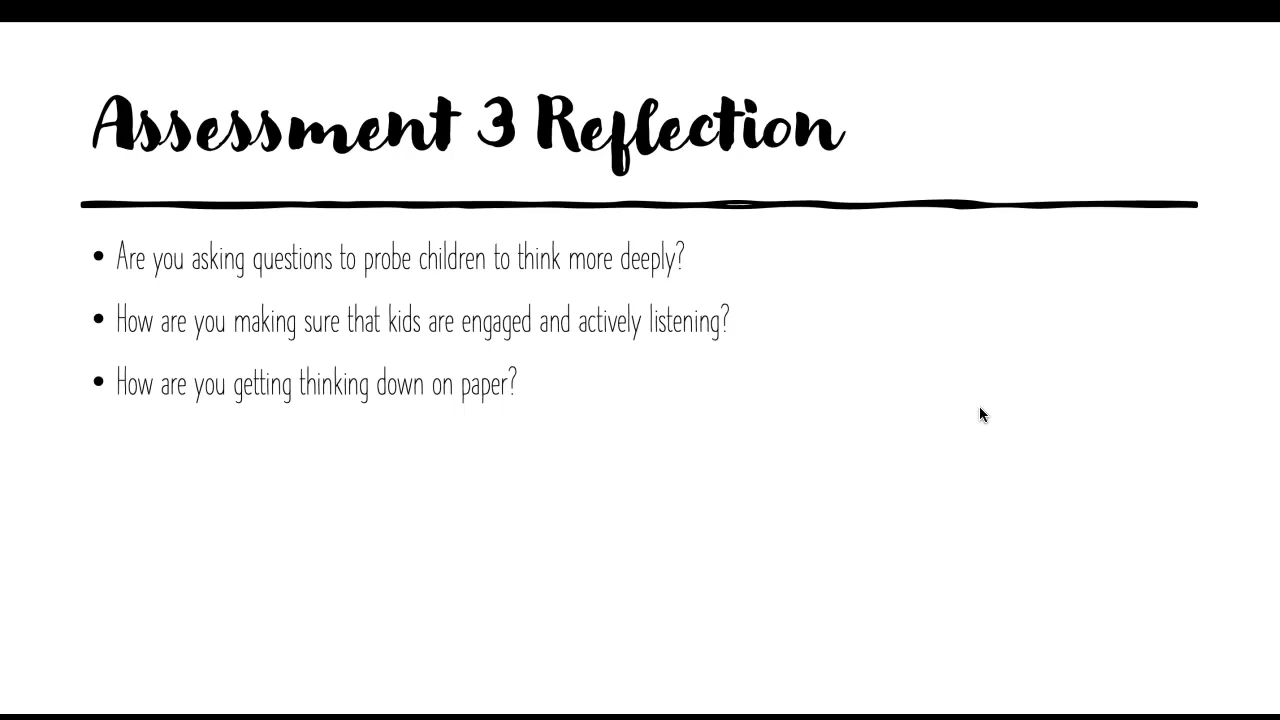 Assessment 3 Reflection
• Are you asking questions to probe children to think more deeply?
• How are you making sure that kids are engaged and actively listening?
• How are you getting thinking down on paper?